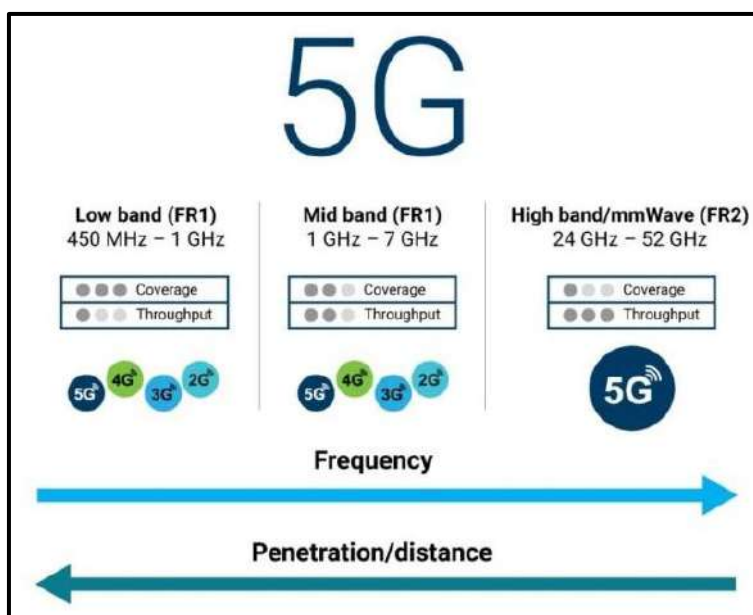 5G
Low band (FR1)
450 MHz – 1 GHz
Coverage
Throughput
5G
4G
3G
2G
Mid band (FR1)
1 GHz – 7 GHz
Coverage
Throughput
5G
4G
3G
2G
High band/mmWave (FR2)
24 GHz – 52 GHz
Coverage
Throughput
5G
Frequency
Penetration/distance